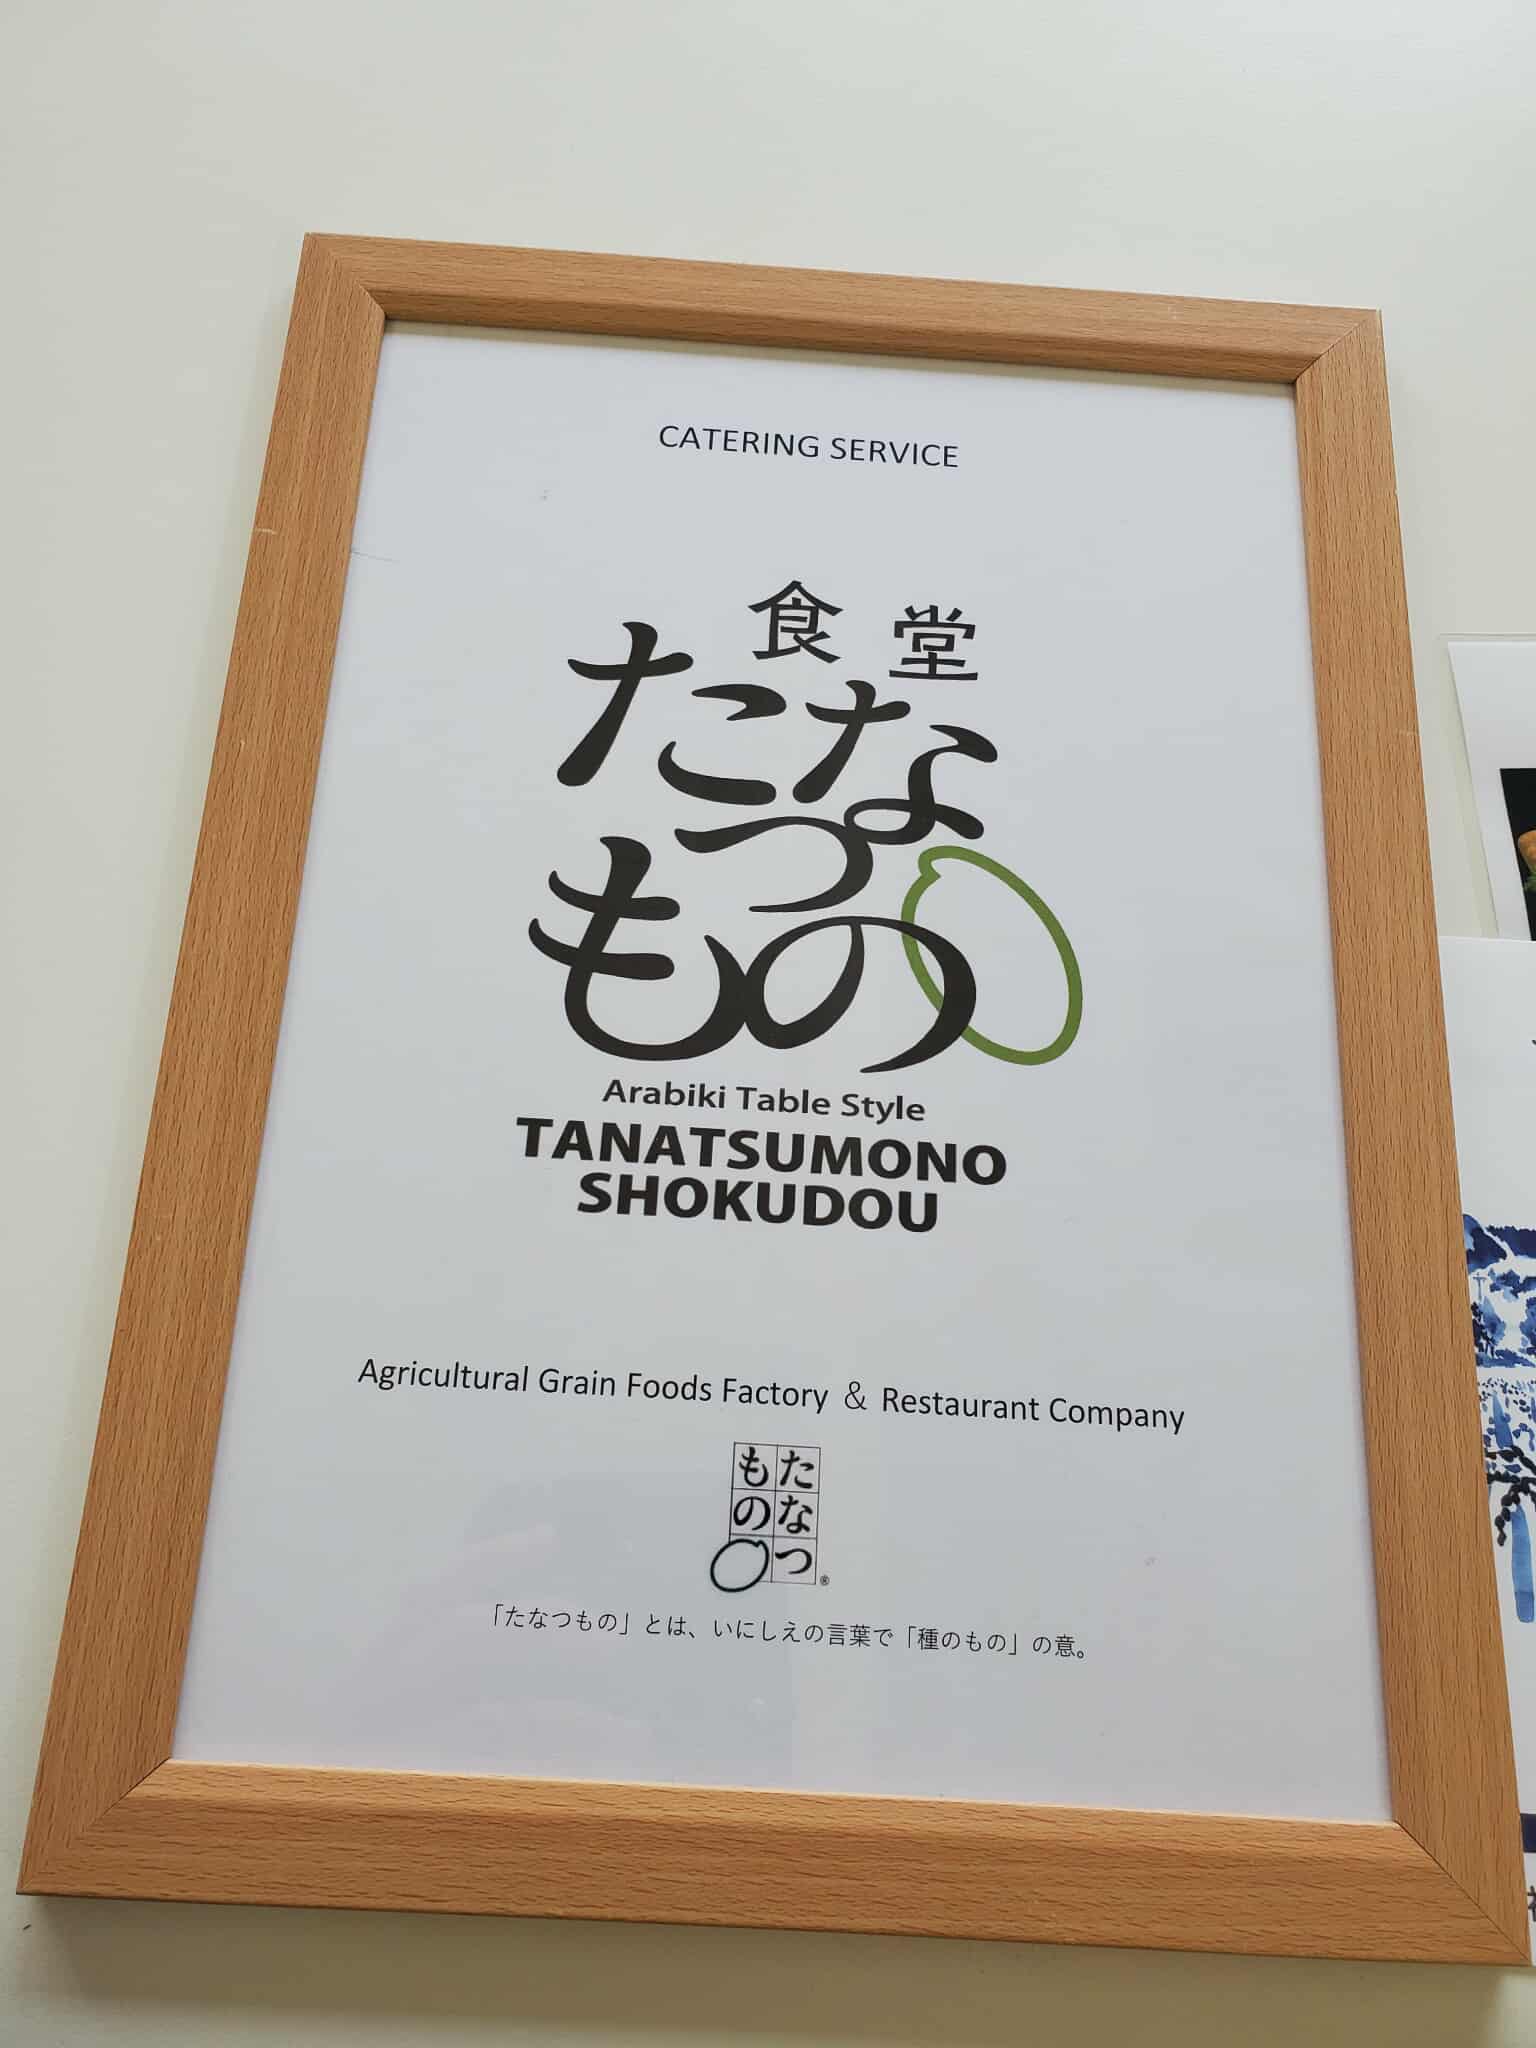 CATERING SERVICE
食堂
たなつ
もの
Arabiki Table Style
TANATSUMONO
SHOKUDOU
Agricultural Grain Foods Factory & Restaurant Company
たなつ
もの
®
「たなつもの」とは、いにしえの言葉で「種のもの」の意。